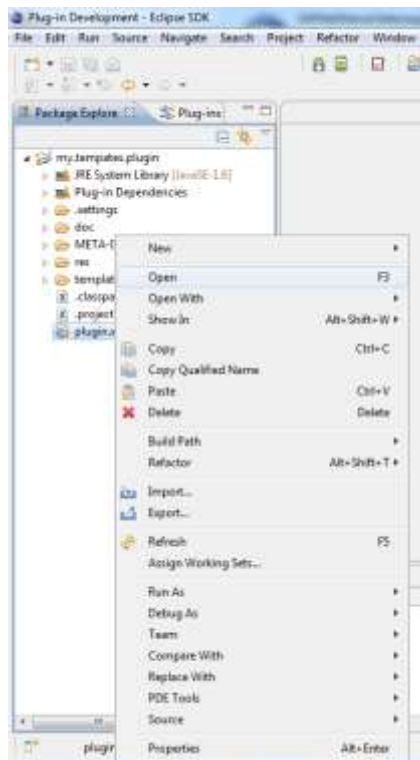 Plug-in Development - Eclipse SDK
File Edit Run Source Navigate Search Project Refactor Window
Package Explore Plug-ins
my.tempates.plugin
JRE System Library [JavaSE-1.6]
Plug-in Dependencies
.settings
doc
META-I
res
templat
.classpa
.project
plugin.x
New
Open F3
Open With
Show In Alt+Shift+W
Copy Ctrl+C
Copy Qualified Name
Paste Ctrl+V
Delete Delete
Build Path
Refactor Alt+Shift+T
Import...
Export...
Refresh F5
Assign Working Sets...
Run As
Debug As
Team
Compare With
Replace With
PDE Tools
Source
plugin
Properties Alt+Enter